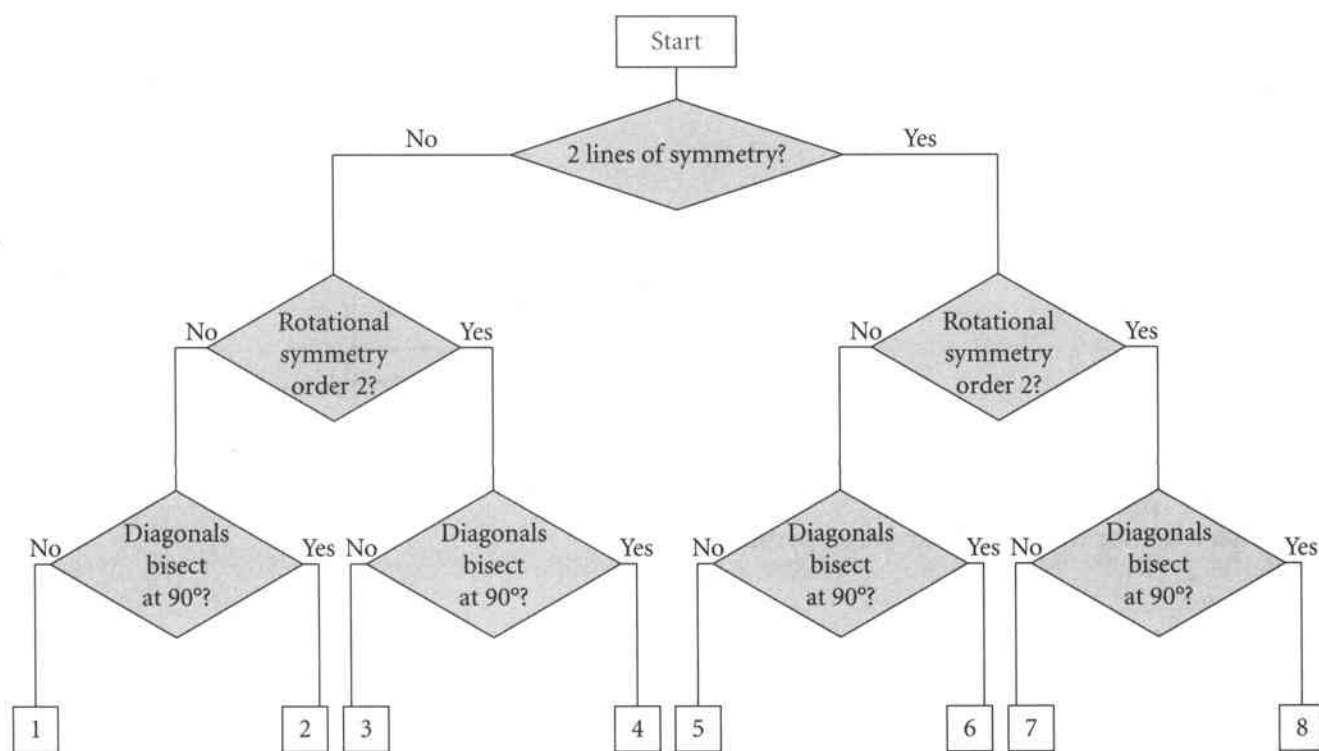 Start
No
2 lines of symmetry?
Yes
No
Rotational
symmetry
order 2?
Yes
No
Rotational
symmetry
order 2?
Yes
No
Diagonals
bisect
at 90°?
Yes
No
Diagonals
bisect
at 90°?
Yes
No
Diagonals
bisect
at 90°?
Yes
No
Diagonals
bisect
at 90°?
Yes
1
2
3
4
5
6
7
8